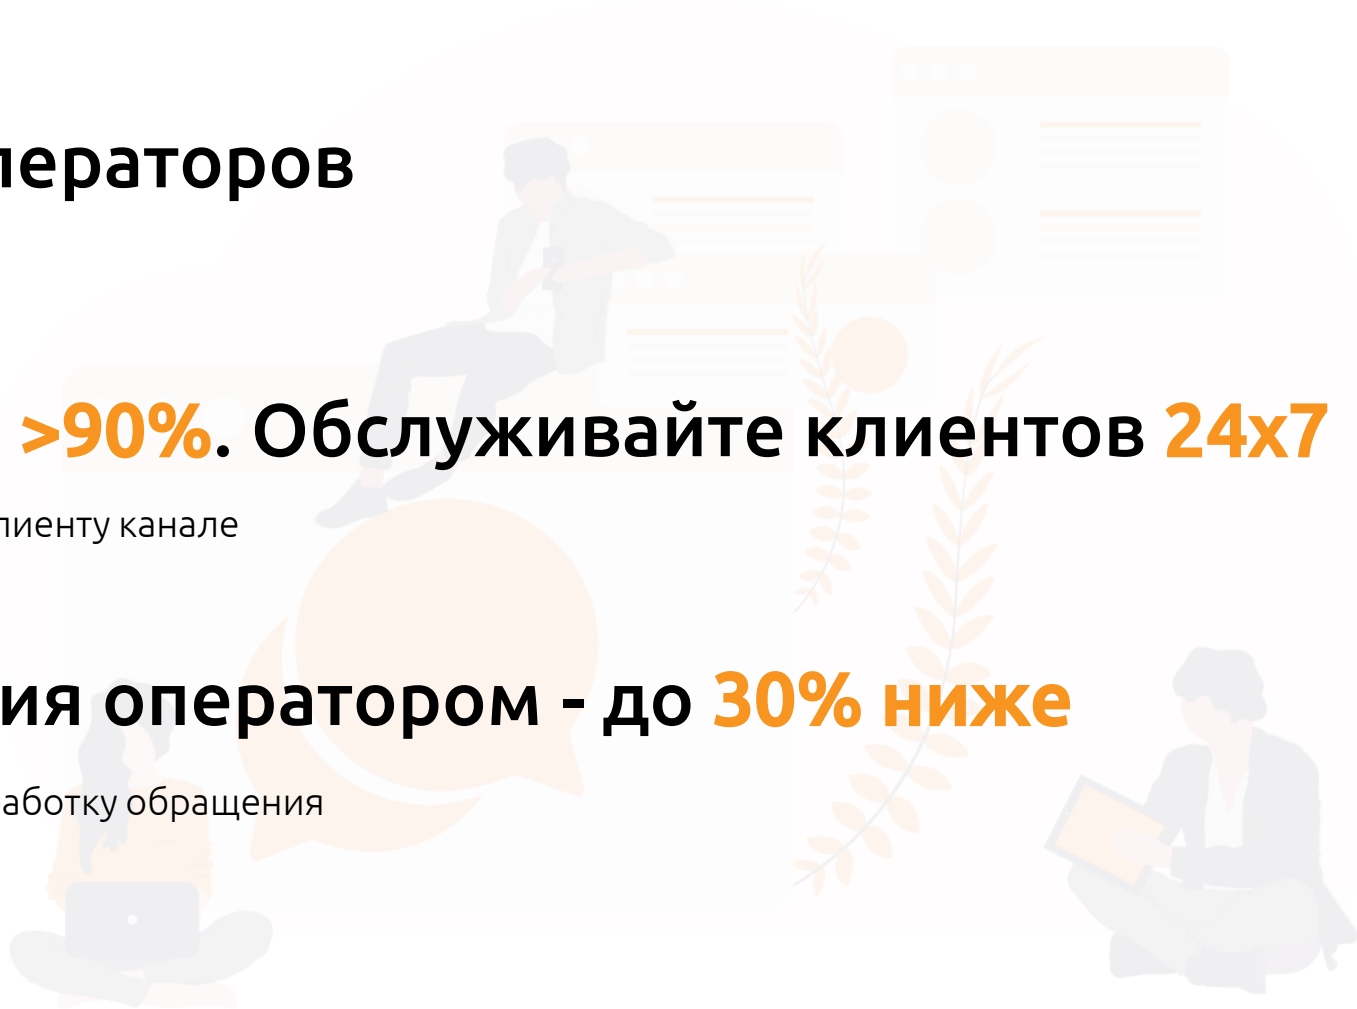 ператоров
>90%. Обслуживайте клиентов 24x7
лиенту канале
ия оператором - до 30% ниже
аботку обращения